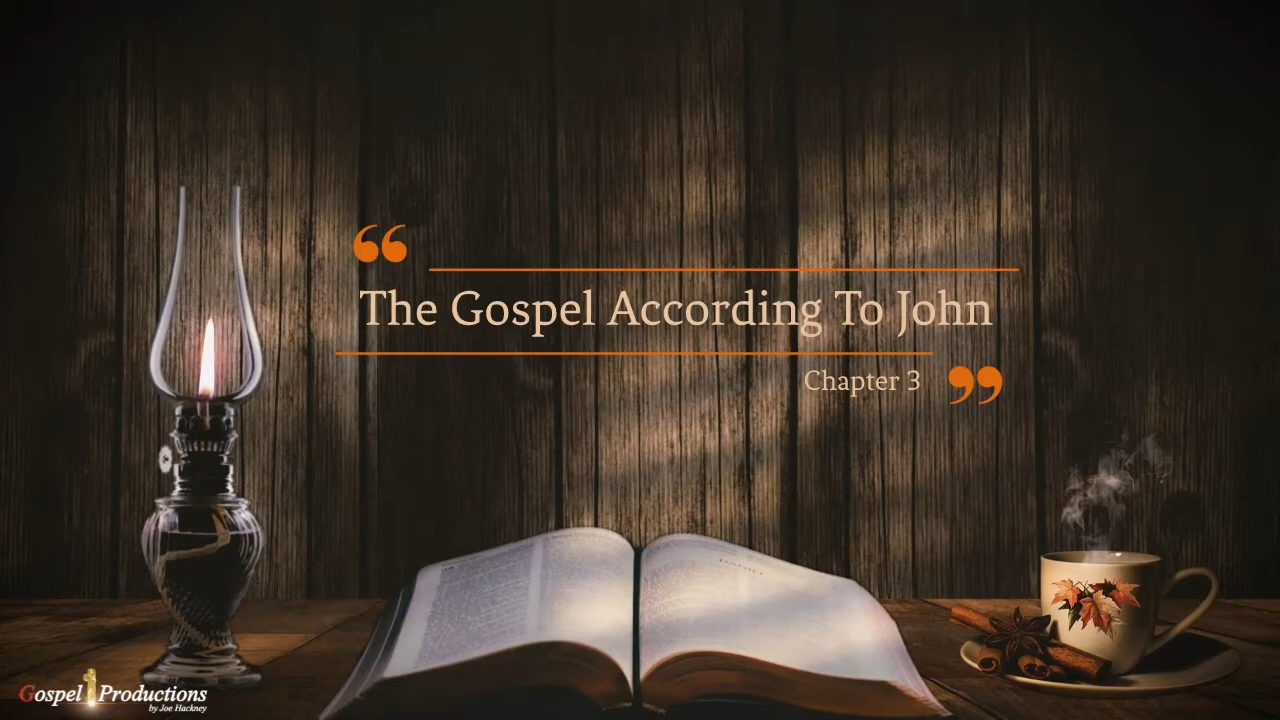 “
The Gospel According To John
Chapter 3 ”
Gospel Productions
by Joe Hackney